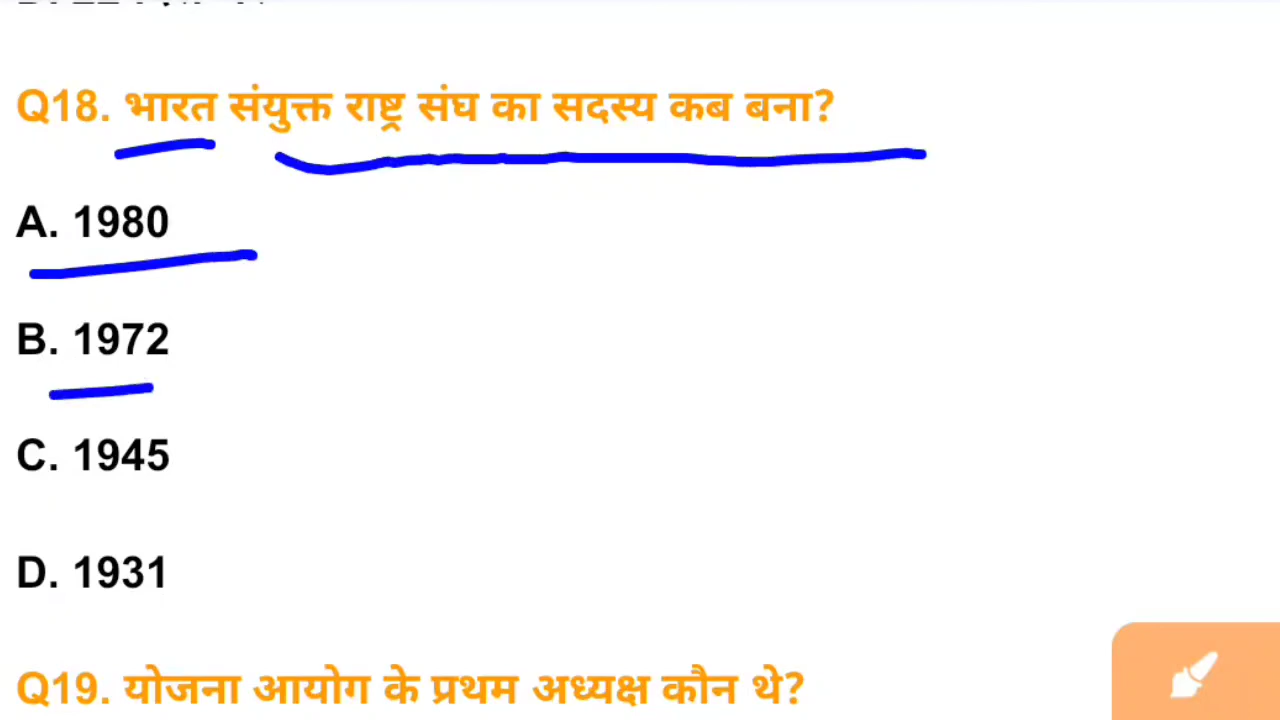 Q18. भारत संयुक्त राष्ट्र संघ का सदस्य कब बना?
A. 1980
B. 1972
C. 1945
D. 1931
Q19. योजना आयोग के प्रथम अध्यक्ष कौन थे?